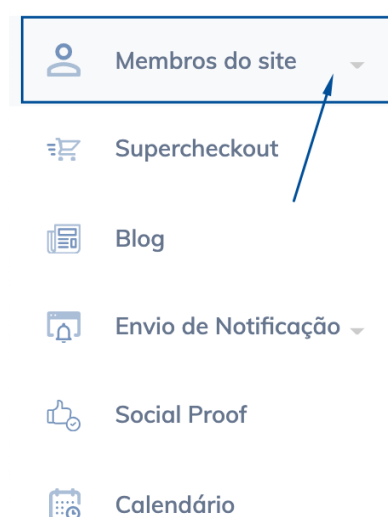 Membros do site
Supercheckout
Blog
Envio de Notificação
Social Proof
Calendário